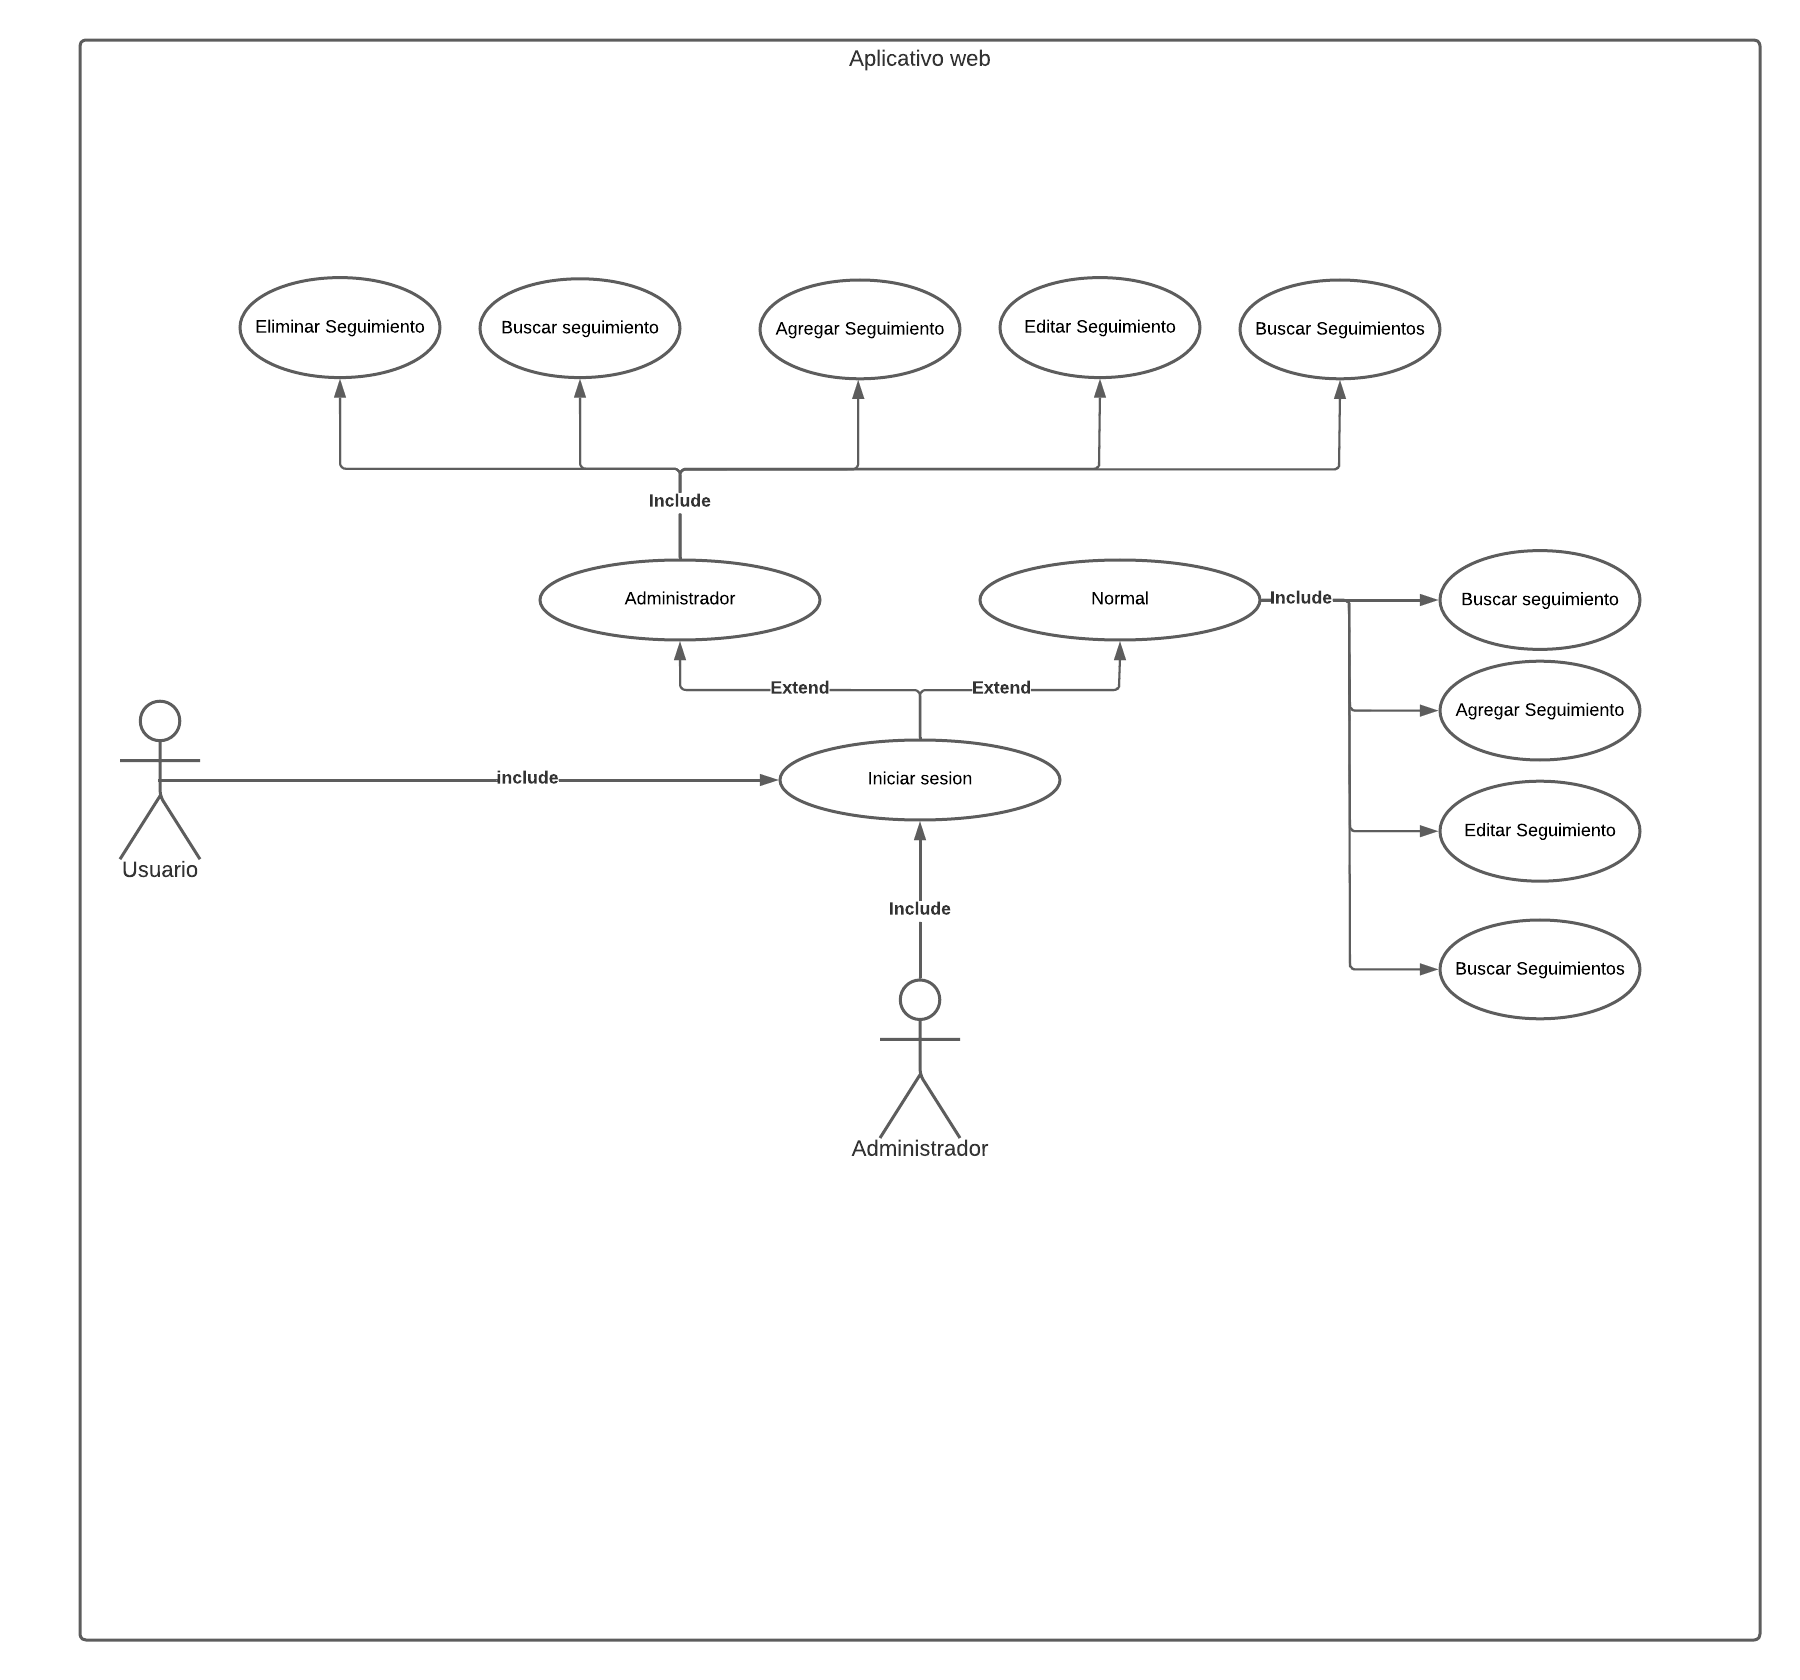 Aplicativo web
Eliminar Seguimiento
Buscar seguimiento
Agregar Seguimiento
Editar Seguimiento
Buscar Seguimientos
Include
Administrador
Normal
Include
Buscar seguimiento
Extend
Extend
Agregar Seguimiento
include
Iniciar sesion
Editar Seguimiento
Usuario
Include
Buscar Seguimientos
Administrador